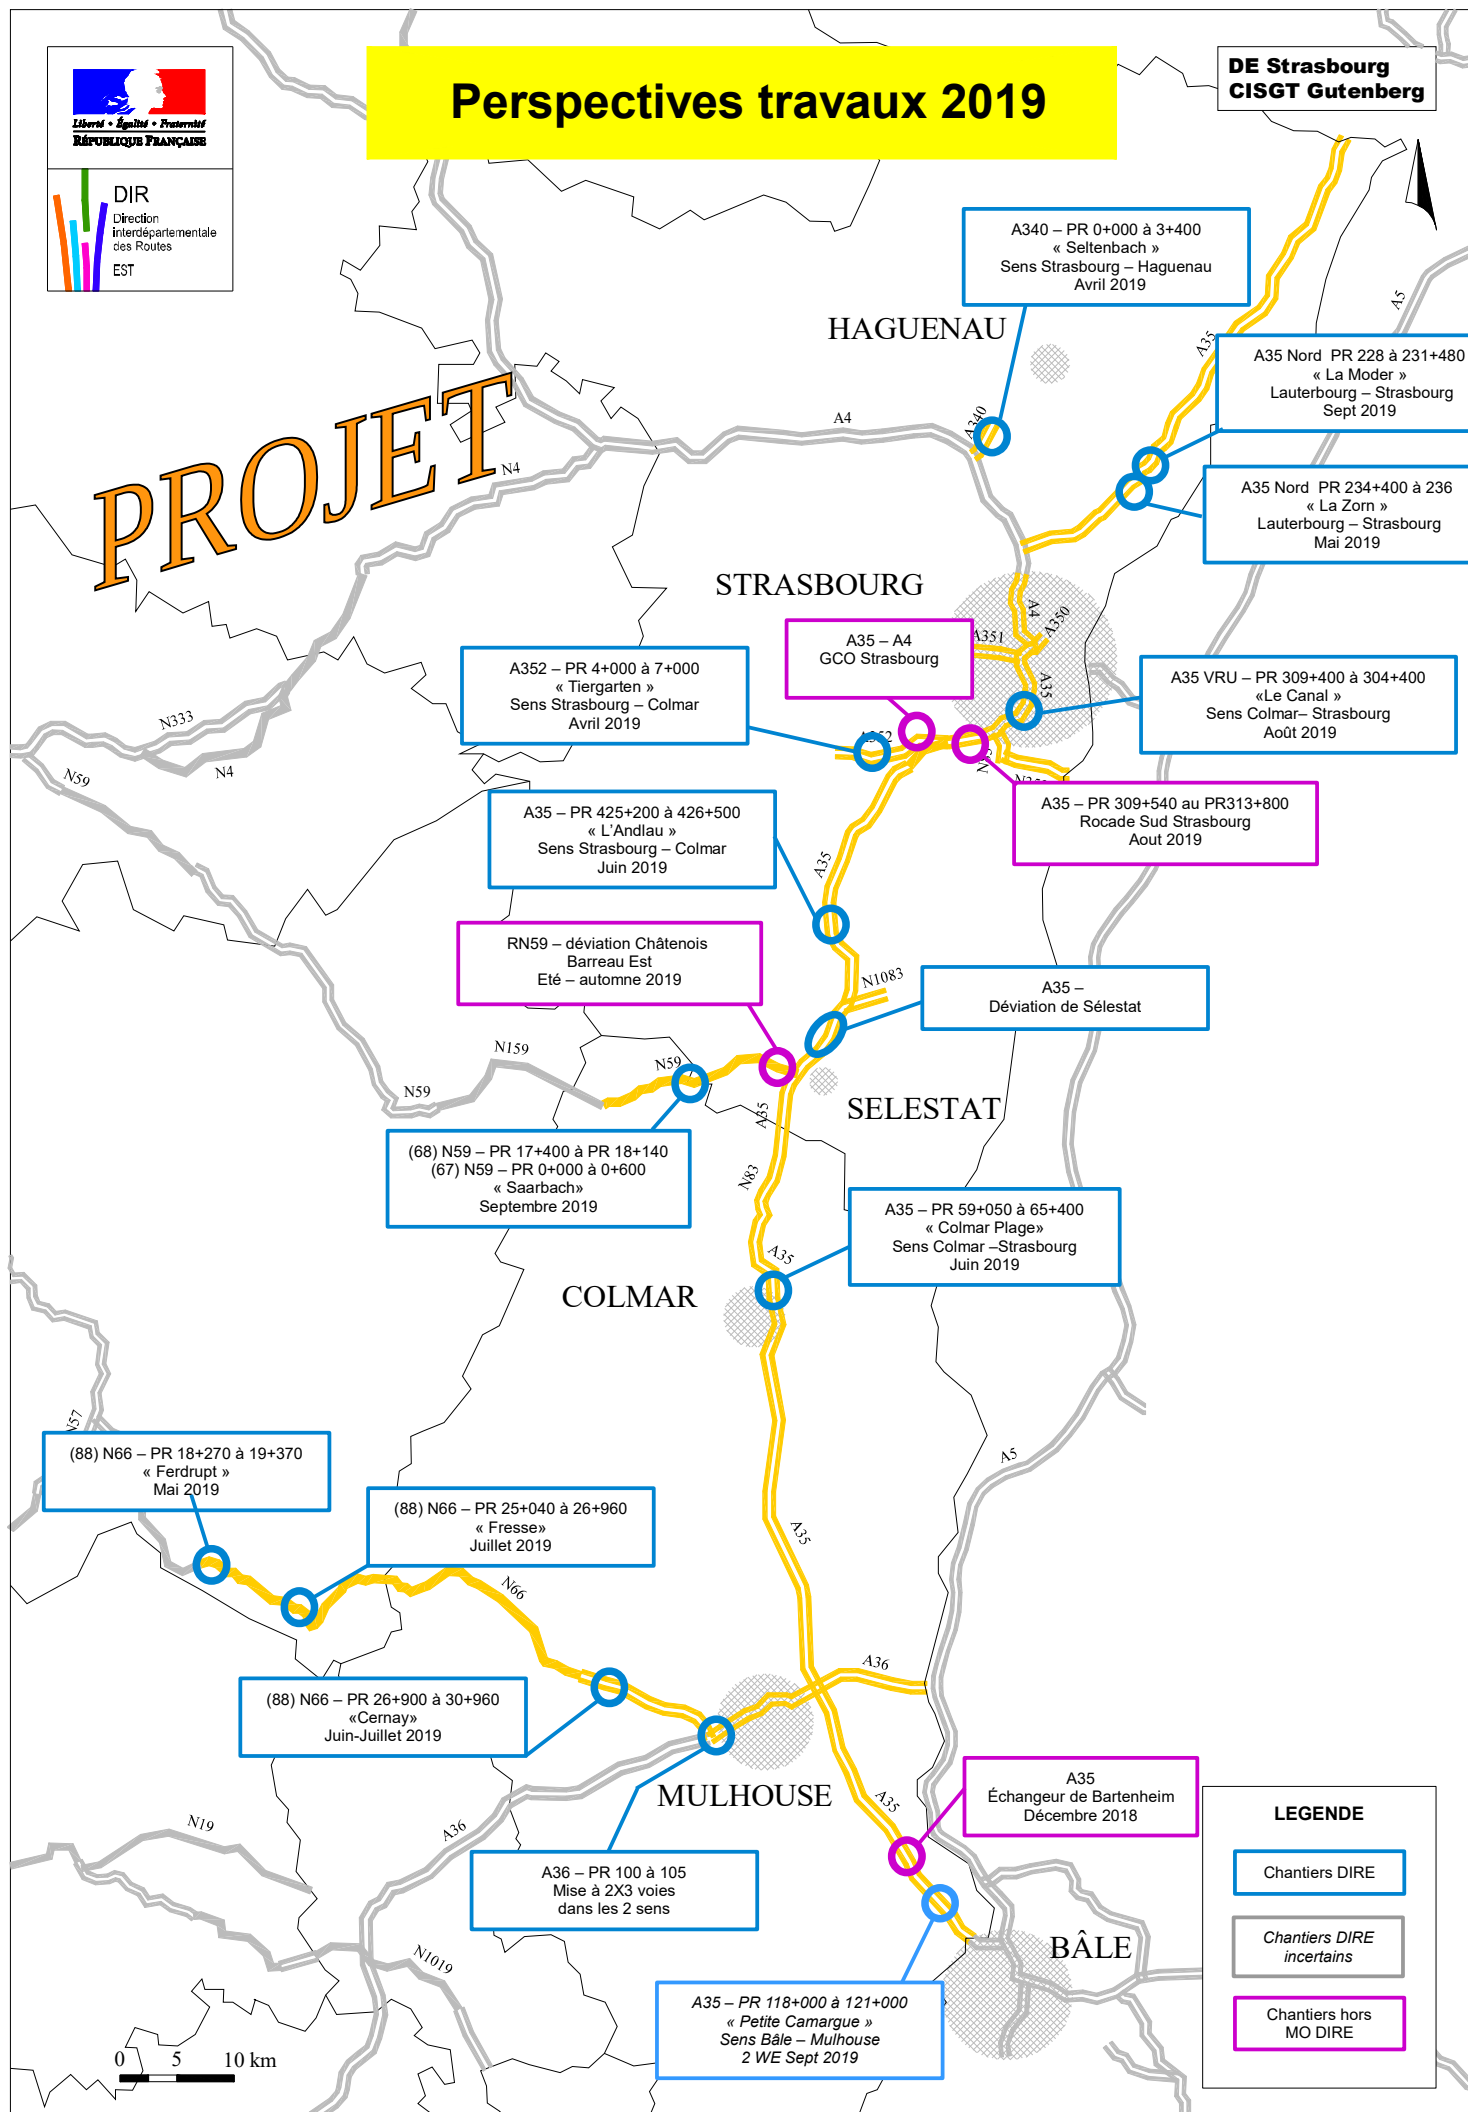 Perspectives travaux 2019
DE Strasbourg
CISGT Gutenberg
Liberté • Égalité • Fraternité
RÉPUBLIQUE FRANÇAISE
DIR
Direction
interdépartementale
des Routes
EST
PROJET
A340 – PR 0+000 à 3+400
« Seltenbach »
Sens Strasbourg – Haguenau
Avril 2019
HAGUENAU
A35
A5
A35 Nord PR 228 à 231+480
« La Moder »
Lauterbourg – Strasbourg
Sept 2019
A4
A340
N4
A35 Nord PR 234+400 à 236
« La Zorn »
Lauterbourg – Strasbourg
Mai 2019
STRASBOURG
A4
A350
A351
A35
A35 – A4
GCO Strasbourg
A352 – PR 4+000 à 7+000
« Tiergarten »
Sens Strasbourg – Colmar
Avril 2019
A35 VRU – PR 309+400 à 304+400
«Le Canal »
Sens Colmar– Strasbourg
Août 2019
N333
N4
N59
A352
A35 – PR 309+540 au PR313+800
Rocade Sud Strasbourg
Aout 2019
A35 – PR 425+200 à 426+500
« L'Andlau »
Sens Strasbourg – Colmar
Juin 2019
A35
RN59 – déviation Châtenois
Barreau Est
Eté – automne 2019
N1083
A35 –
Déviation de Sélestat
N159
N59
N59
A35
SELESTAT
(68) N59 – PR 17+400 à PR 18+140
(67) N59 – PR 0+000 à 0+600
« Saarbach»
Septembre 2019
N83
A35 – PR 59+050 à 65+400
« Colmar Plage»
Sens Colmar –Strasbourg
Juin 2019
A35
COLMAR
N57
A5
(88) N66 – PR 18+270 à 19+370
« Ferdrupt »
Mai 2019
(88) N66 – PR 25+040 à 26+960
« Fresse»
Juillet 2019
A35
N66
A36
(88) N66 – PR 26+900 à 30+960
«Cernay»
Juin-Juillet 2019
MULHOUSE
A35
A35
Échangeur de Bartenheim
Décembre 2018
N19
A36
A36 – PR 100 à 105
Mise à 2X3 voies
dans les 2 sens
N1019
BÂLE
A35 – PR 118+000 à 121+000
« Petite Camargue »
Sens Bâle – Mulhouse
2 WE Sept 2019
0 5 10 km
LEGENDE
Chantiers DIRE
Chantiers DIRE
incertains
Chantiers hors
MO DIRE